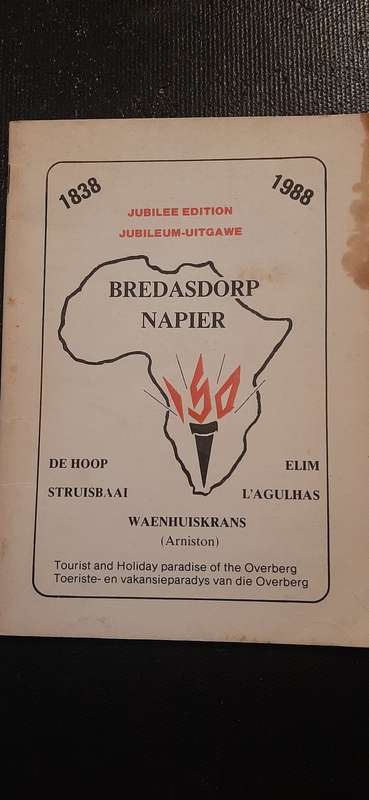 1838
1988
JUBILEE EDITION
JUBILEUM-UITGAWE
BREDASDORP
NAPIER
150
DE HOOP
ELIM
STRUISBAAI
L'AGULHAS
WAENHUISKRANS
(Arniston)
Tourist and Holiday paradise of the Overberg
Toeriste- en vakansieparadys van die Overberg